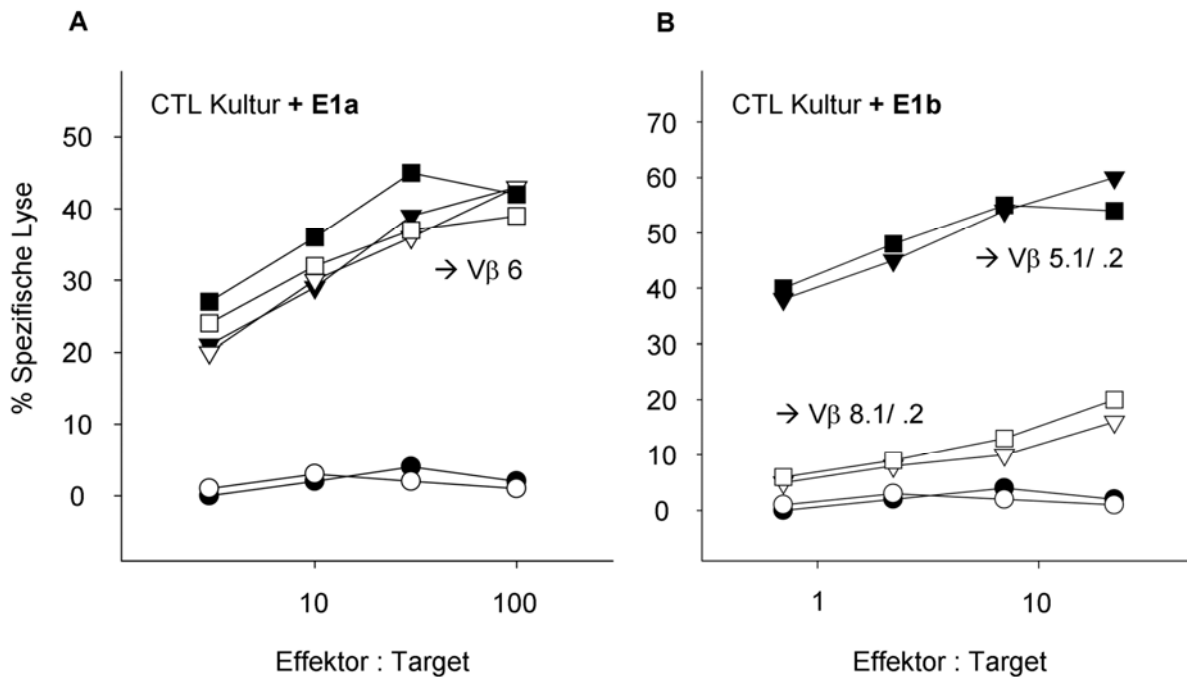 A
CTL Kultur + E1a
% Spezifische Lyse
50
40
30
20
10
0
→ Vβ 6
10
100
Effektor : Target
B
CTL Kultur + E1b
70
60
50
40
30
20
10
0
→ Vβ 5.1/ .2
→ Vβ 8.1/ .2
1
10
Effektor : Target